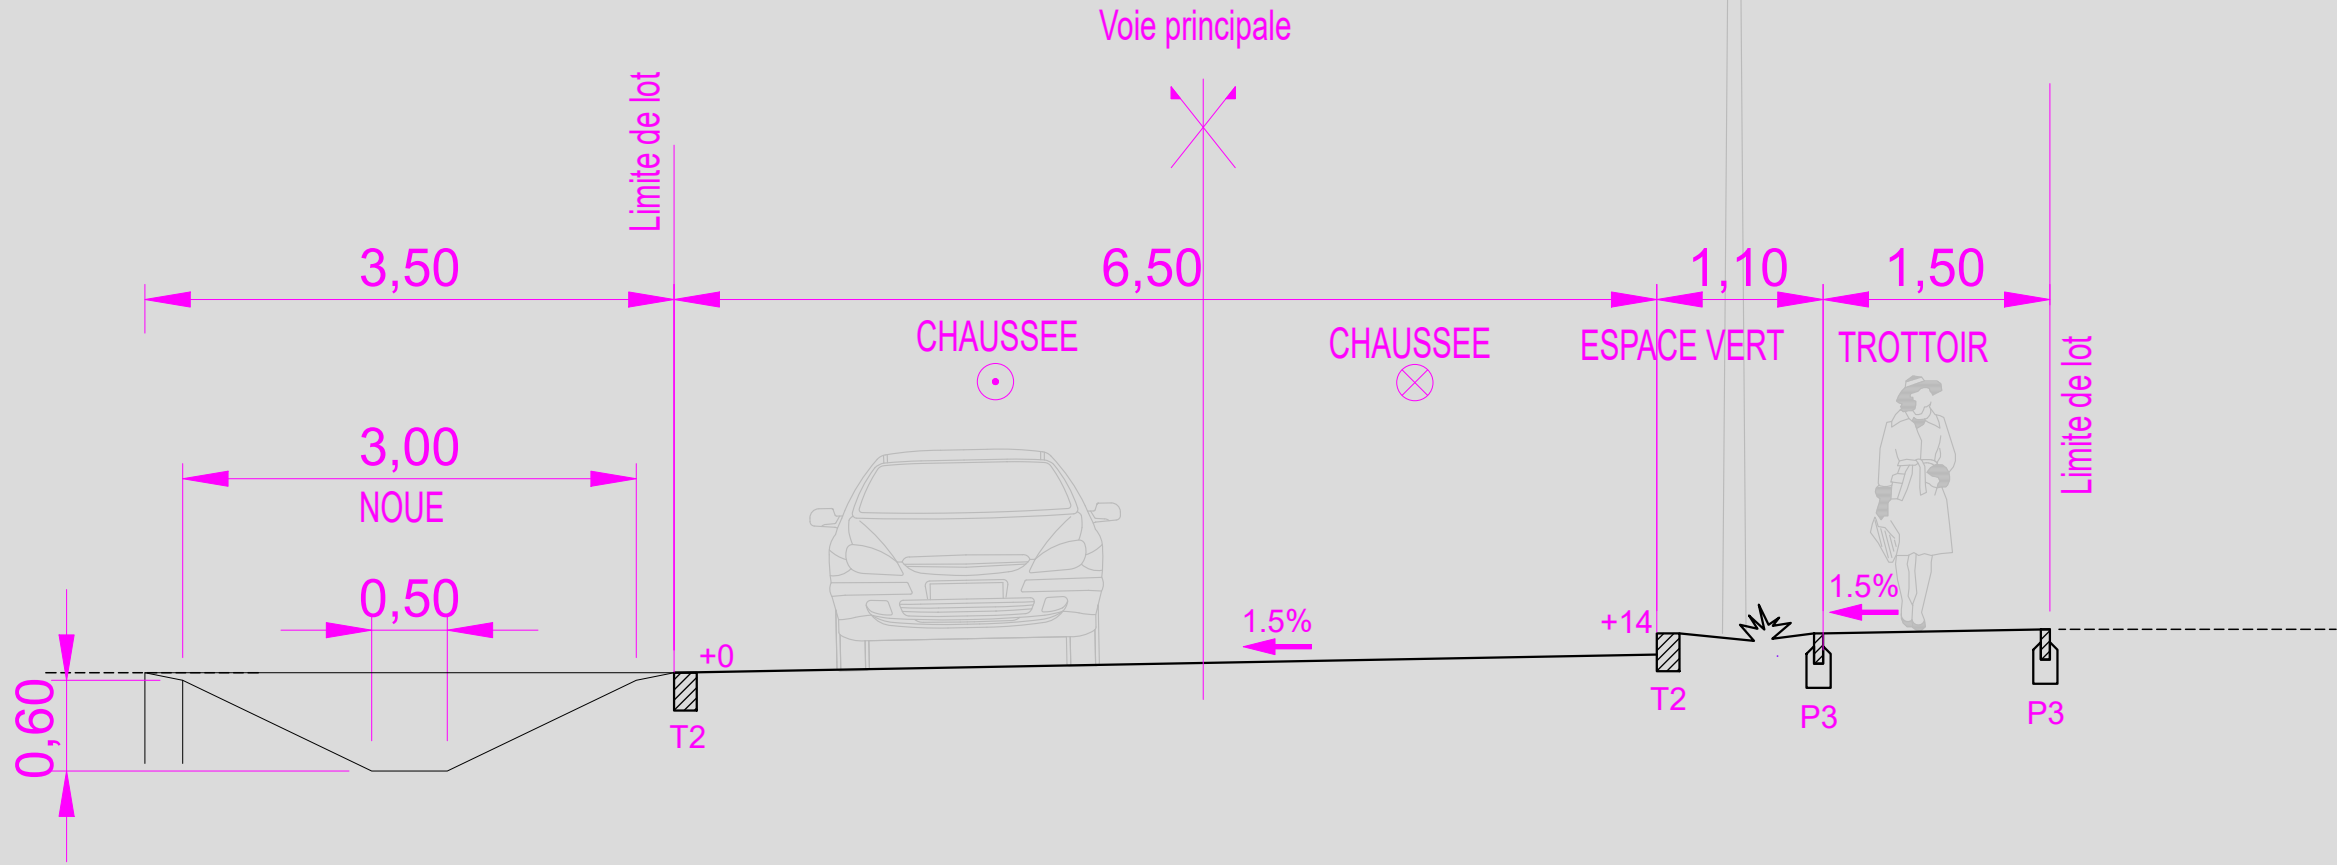 Voie principale
Limite de lot
3,50
6,50
1,10
1,50
CHAUSSEE
CHAUSSEE
ESPACE VERT
TROTTOIR
Limite de lot
3,00
NOUE
0,50
1.5%
1.5%
+14
+0
0,60
T2
T2
P3
P3